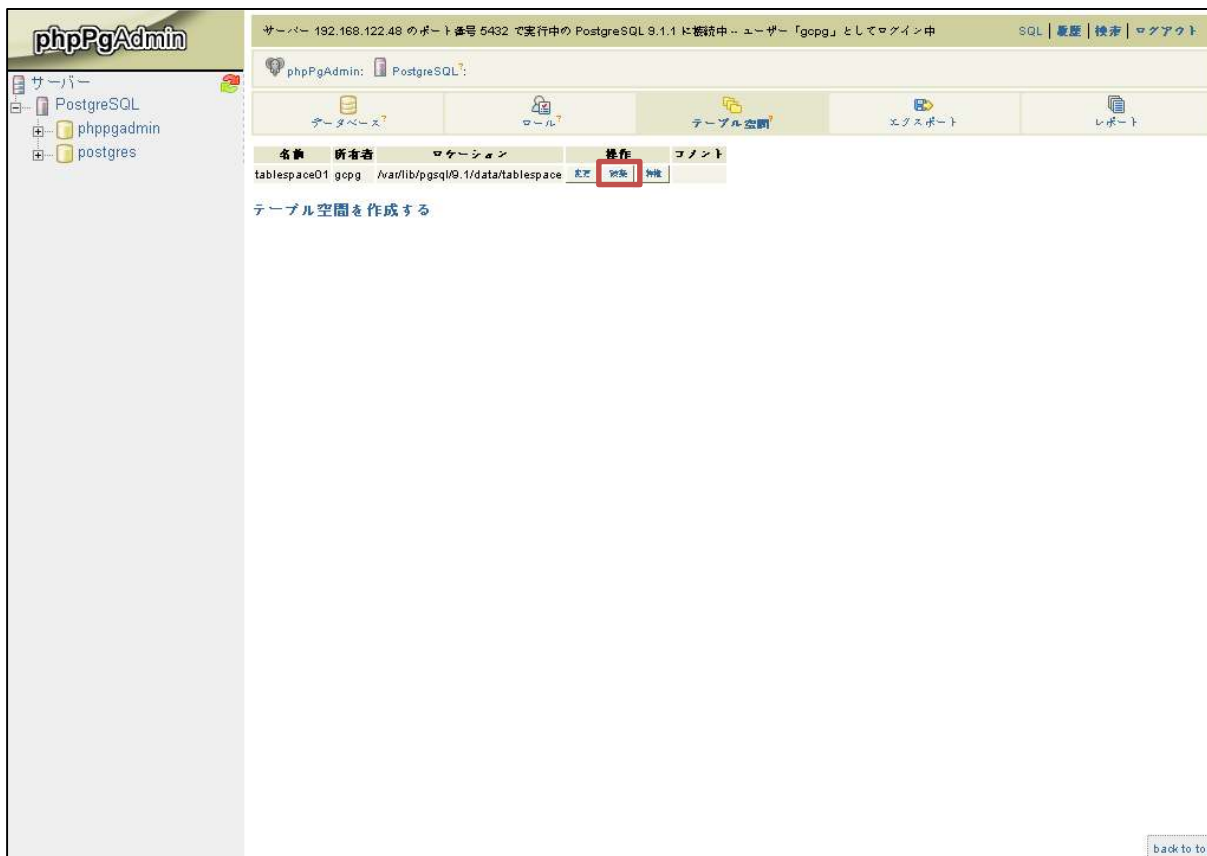 phpPgAdmin
サーバー
PostgreSQL
phppgadmin
postgres
サーバー 192.168.122.48 のポート番号 5432 で実行中の PostgreSQL 9.1.1 に接続中 -- ユーザー「gcpg」としてログイン中
SQL | 履歴 | 検索 | ログアウト
phpPgAdmin: PostgreSQL?:
データベース?
ロール?
テーブル空間?
エクスポート
レポート
名前 所有者 ロケーション 操作 コメント
tablespace01 gcpg /var/lib/pgsql/9.1/data/tablespace 変更 破棄 特権
テーブル空間を作成する
back to to